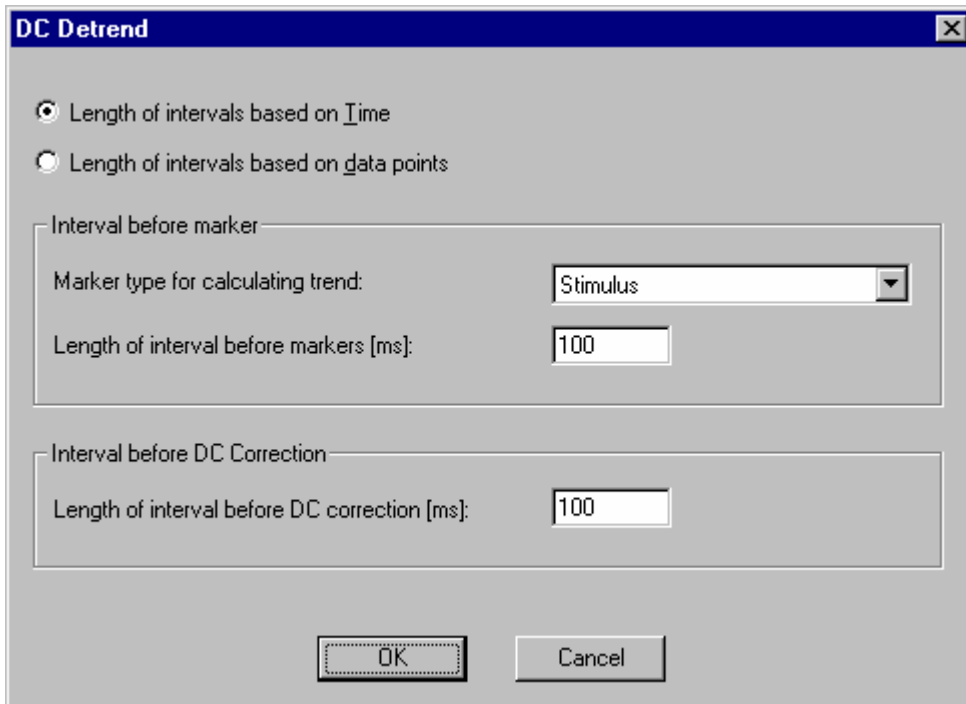 DC Detrend
Length of intervals based on Time
Length of intervals based on data points
Interval before marker
Marker type for calculating trend: Stimulus
Length of interval before markers [ms]: 100
Interval before DC Correction
Length of interval before DC correction [ms]: 100
OK Cancel